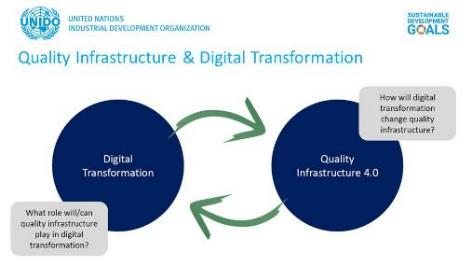 UNIDO
UNITED NATIONS
INDUSTRIAL DEVELOPMENT ORGANIZATION
SUSTAINABLE
DEVELOPMENT
GOALS
Quality Infrastructure & Digital Transformation
How will digital
transformation
change quality
infrastructure?
Digital
Transformation
Quality
Infrastructure 4.0
What role will/can
quality infrastructure
play in digital
transformation?